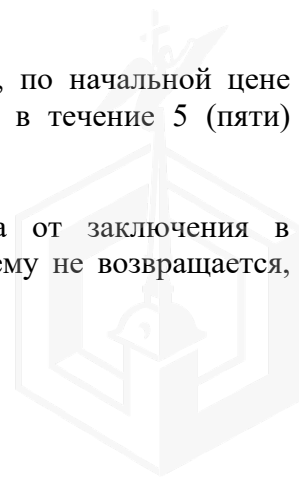 , по начальной цене
в течение 5 (пяти)
а от заключения в
ему не возвращается,